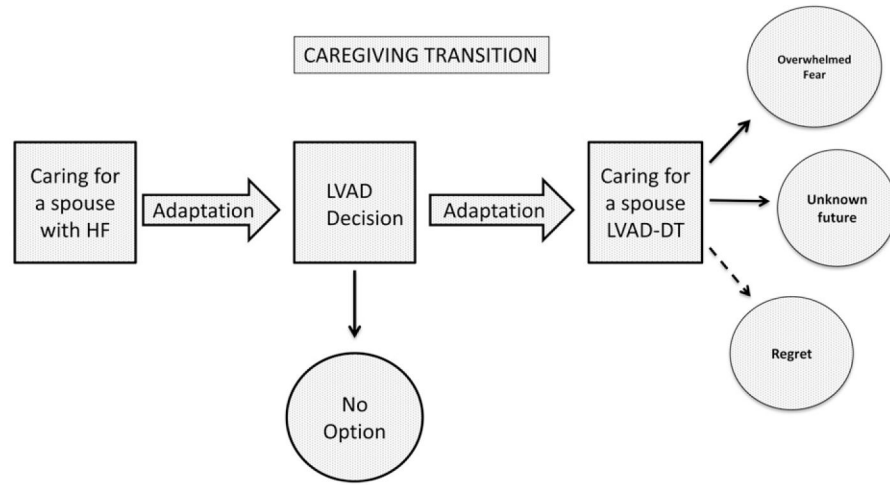 CAREGIVING TRANSITION
Caring for
a spouse
with HF
Adaptation
LVAD
Decision
Adaptation
Caring for
a spouse
LVAD-DT
Overwhelmed
Fear
Unknown
future
Regret
No
Option